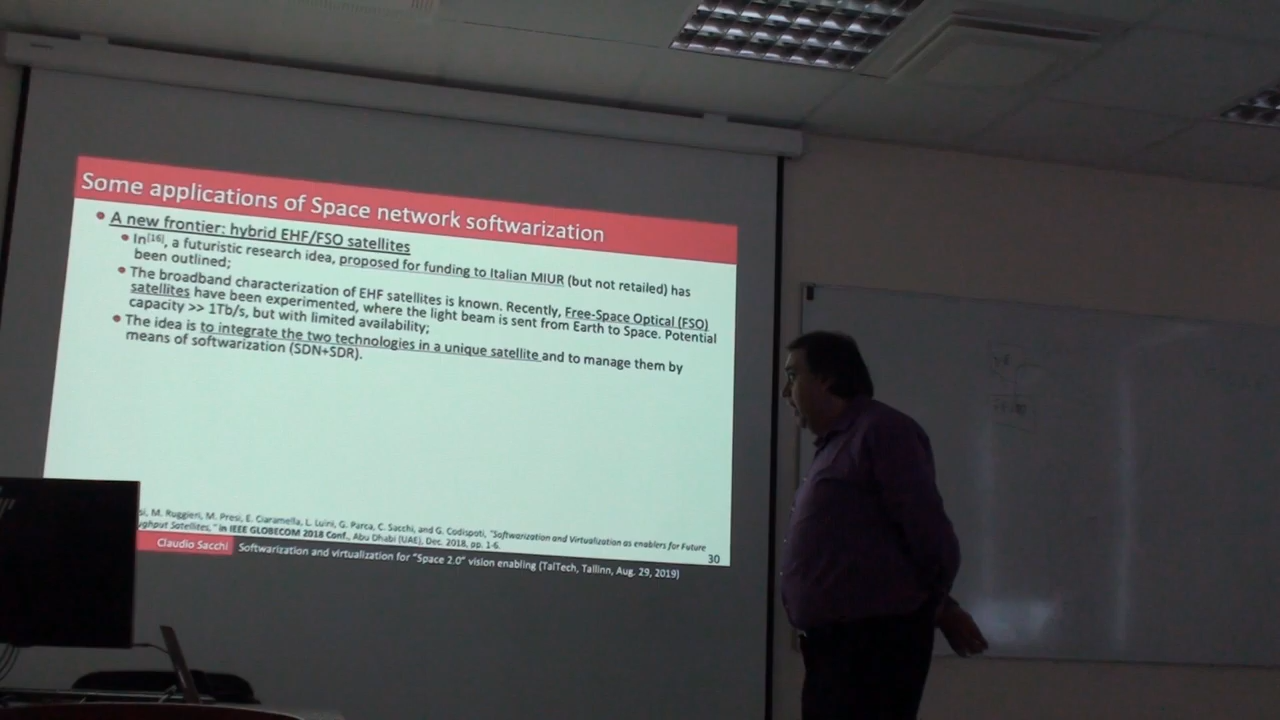 Some applications of Space network softwarization
A new frontier: hybrid EHF/FSO satellites
In[16], a futuristic research idea, proposed for funding to Italian MIUR (but not retailed) has
been outlined;
The broadband characterization of EHF satellites is known. Recently, Free-Space Optical (FSO)
satellites have been experimented, where the light beam is sent from Earth to Space. Potential
capacity >> 1Tb/s, but with limited availability;
The idea is to integrate the two technologies in a unique satellite and to manage them by
means of softwarization (SDN+SDR).
M. Ruggieri, M. Presi, E. Ciaramella, L. Luini, G. Parca, C. Sacchi, and G. Codispoti, "Softwarization and Virtualization as enablers for Future
Satellites," in IEEE GLOBECOM 2018 Conf., Abu Dhabi (UAE), Dec. 2018, pp. 1-6.
30
Claudio Sacchi Softwarization and virtualization for "Space 2.0" vision enabling (TalTech, Tallinn, Aug. 29, 2019)